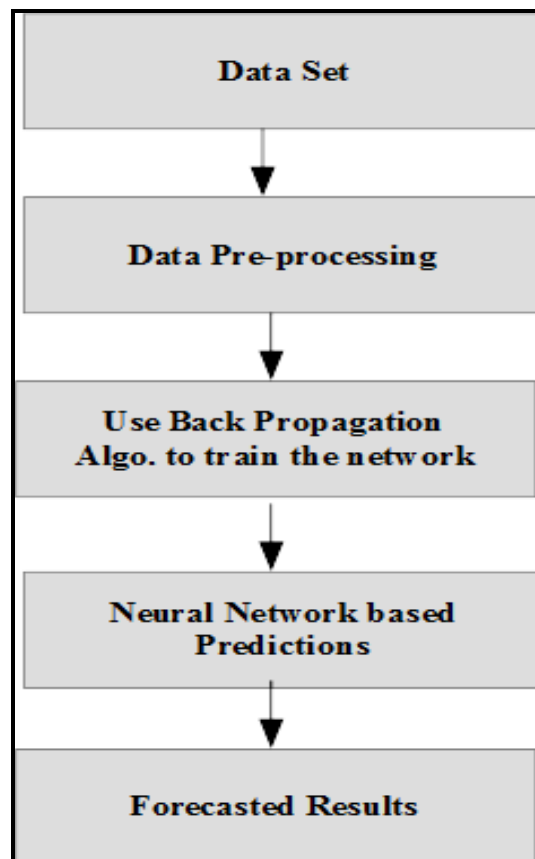 Data Set
Data Pre-processing
Use Back Propagation
Algo. to train the network
Neural Network based
Predictions
Forecasted Results